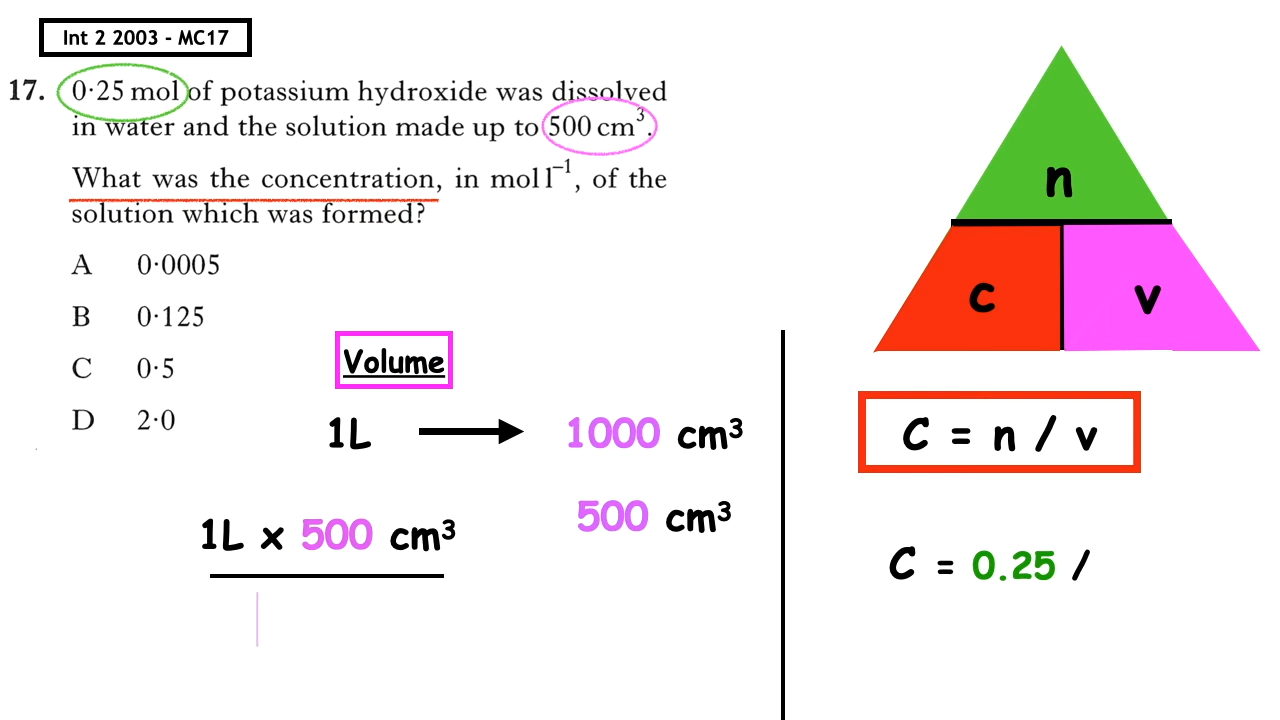 Int 2 2003 - MC17
17. 0·25 mol of potassium hydroxide was dissolved
in water and the solution made up to 500 cm³.
What was the concentration, in mol l⁻¹, of the
solution which was formed?
A 0·0005
B 0·125
C 0·5
D 2·0
Volume
1L 1000 cm³
500 cm³
1L x 500 cm³
n
c v
C = n / v
C = 0.25 /